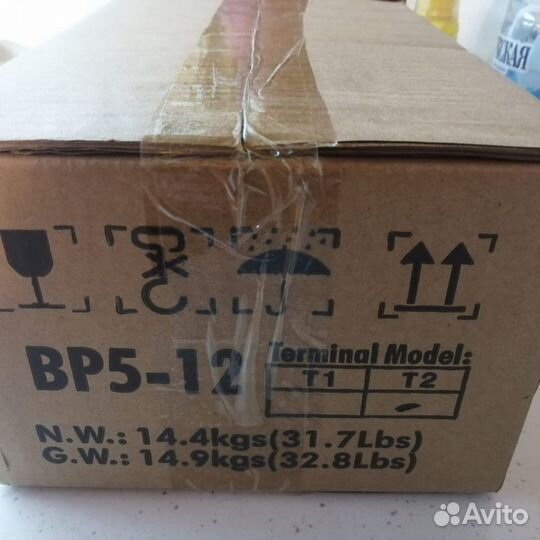 BP5-12
Terminal Model:
T1 T2
N.W.: 14.4kgs(31.7Lbs)
G.W.: 14.9kgs(32.8Lbs)
Avito